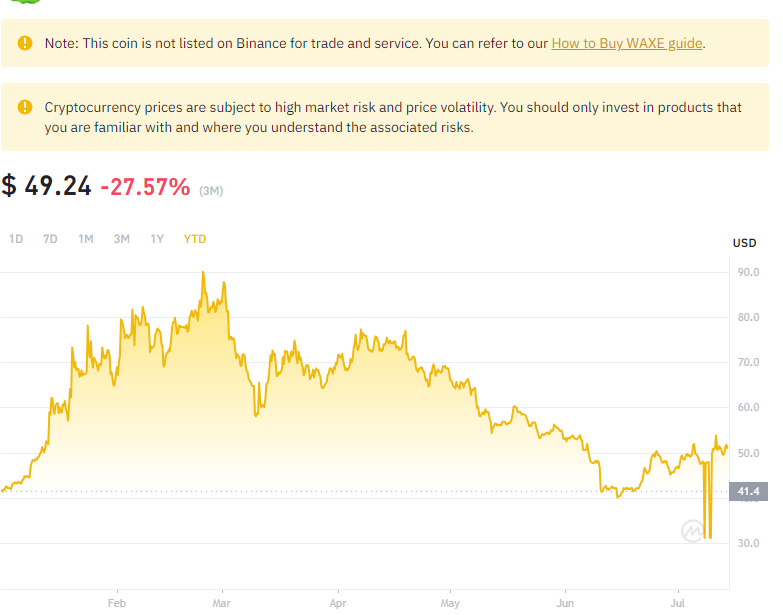 Note: This coin is not listed on Binance for trade and service. You can refer to our How to Buy WAXE guide.
Cryptocurrency prices are subject to high market risk and price volatility. You should only invest in products that
you are familiar with and where you understand the associated risks.
$ 49.24 -27.57% (3M)
1D 7D 1M 3M 1Y YTD
USD
90.0
80.0
70.0
60.0
50.0
41.4
30.0
Feb Mar Apr May Jun Jul